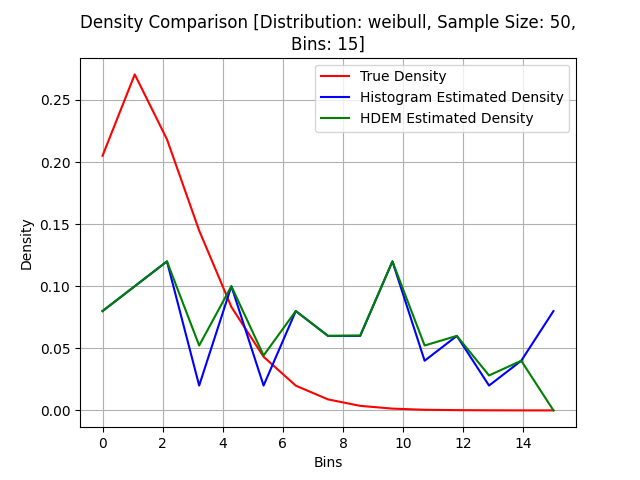 Density Comparison [Distribution: weibull, Sample Size: 50,
Bins: 15]
True Density
Histogram Estimated Density
HDEM Estimated Density
Density
0.25
0.20
0.15
0.10
0.05
0.00
0 2 4 6 8 10 12 14
Bins